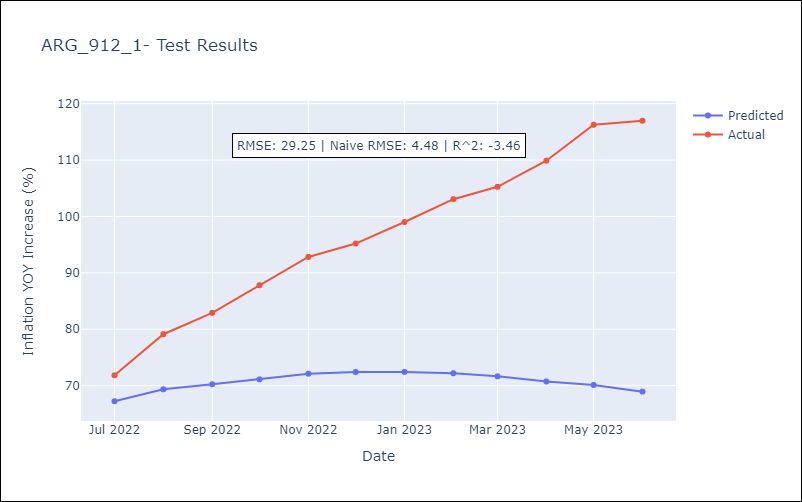 ARG_912_1- Test Results
RMSE: 29.25 | Naive RMSE: 4.48 | R^2: -3.46
Predicted
Actual
Inflation YOY Increase (%)
120
110
100
90
80
70
Jul 2022
Sep 2022
Nov 2022
Jan 2023
Mar 2023
May 2023
Date